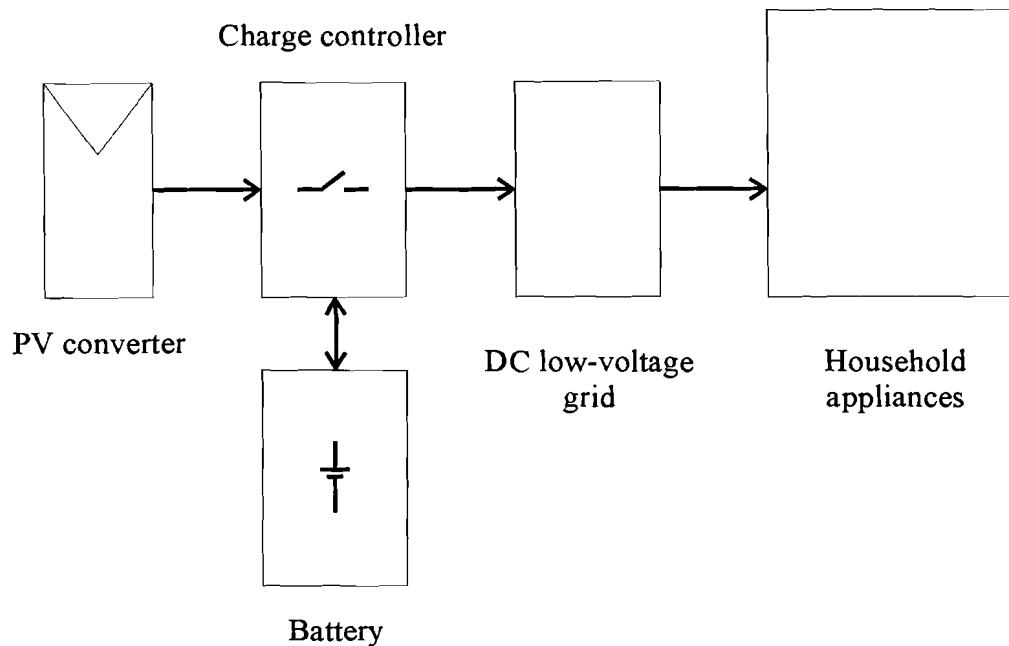 Charge controller
PV converter
DC low-voltage
grid
Household
appliances
Battery